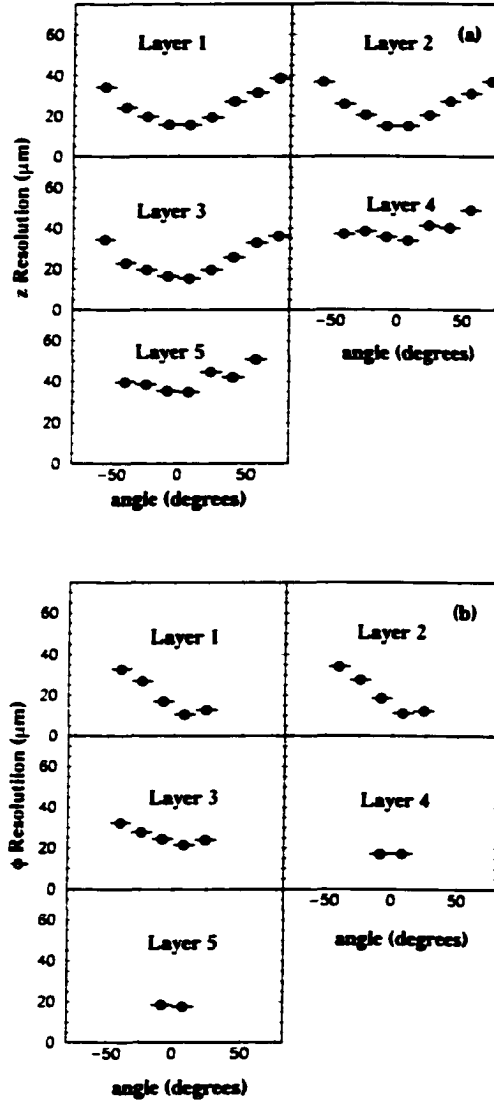 (a)
60
40
20
0
Layer 1
Layer 2
z Resolution (μm)
60
40
20
0
Layer 3
Layer 4
-50 0 50
angle (degrees)
60
40
20
0
Layer 5
-50 0 50
angle (degrees)
(b)
60
40
20
0
Layer 1
Layer 2
ϕ Resolutiion (μm)
60
40
20
0
Layer 3
Layer 4
-50 0 50
angle (degrees)
60
40
20
0
Layer 5
-50 0 50
angle (degrees)